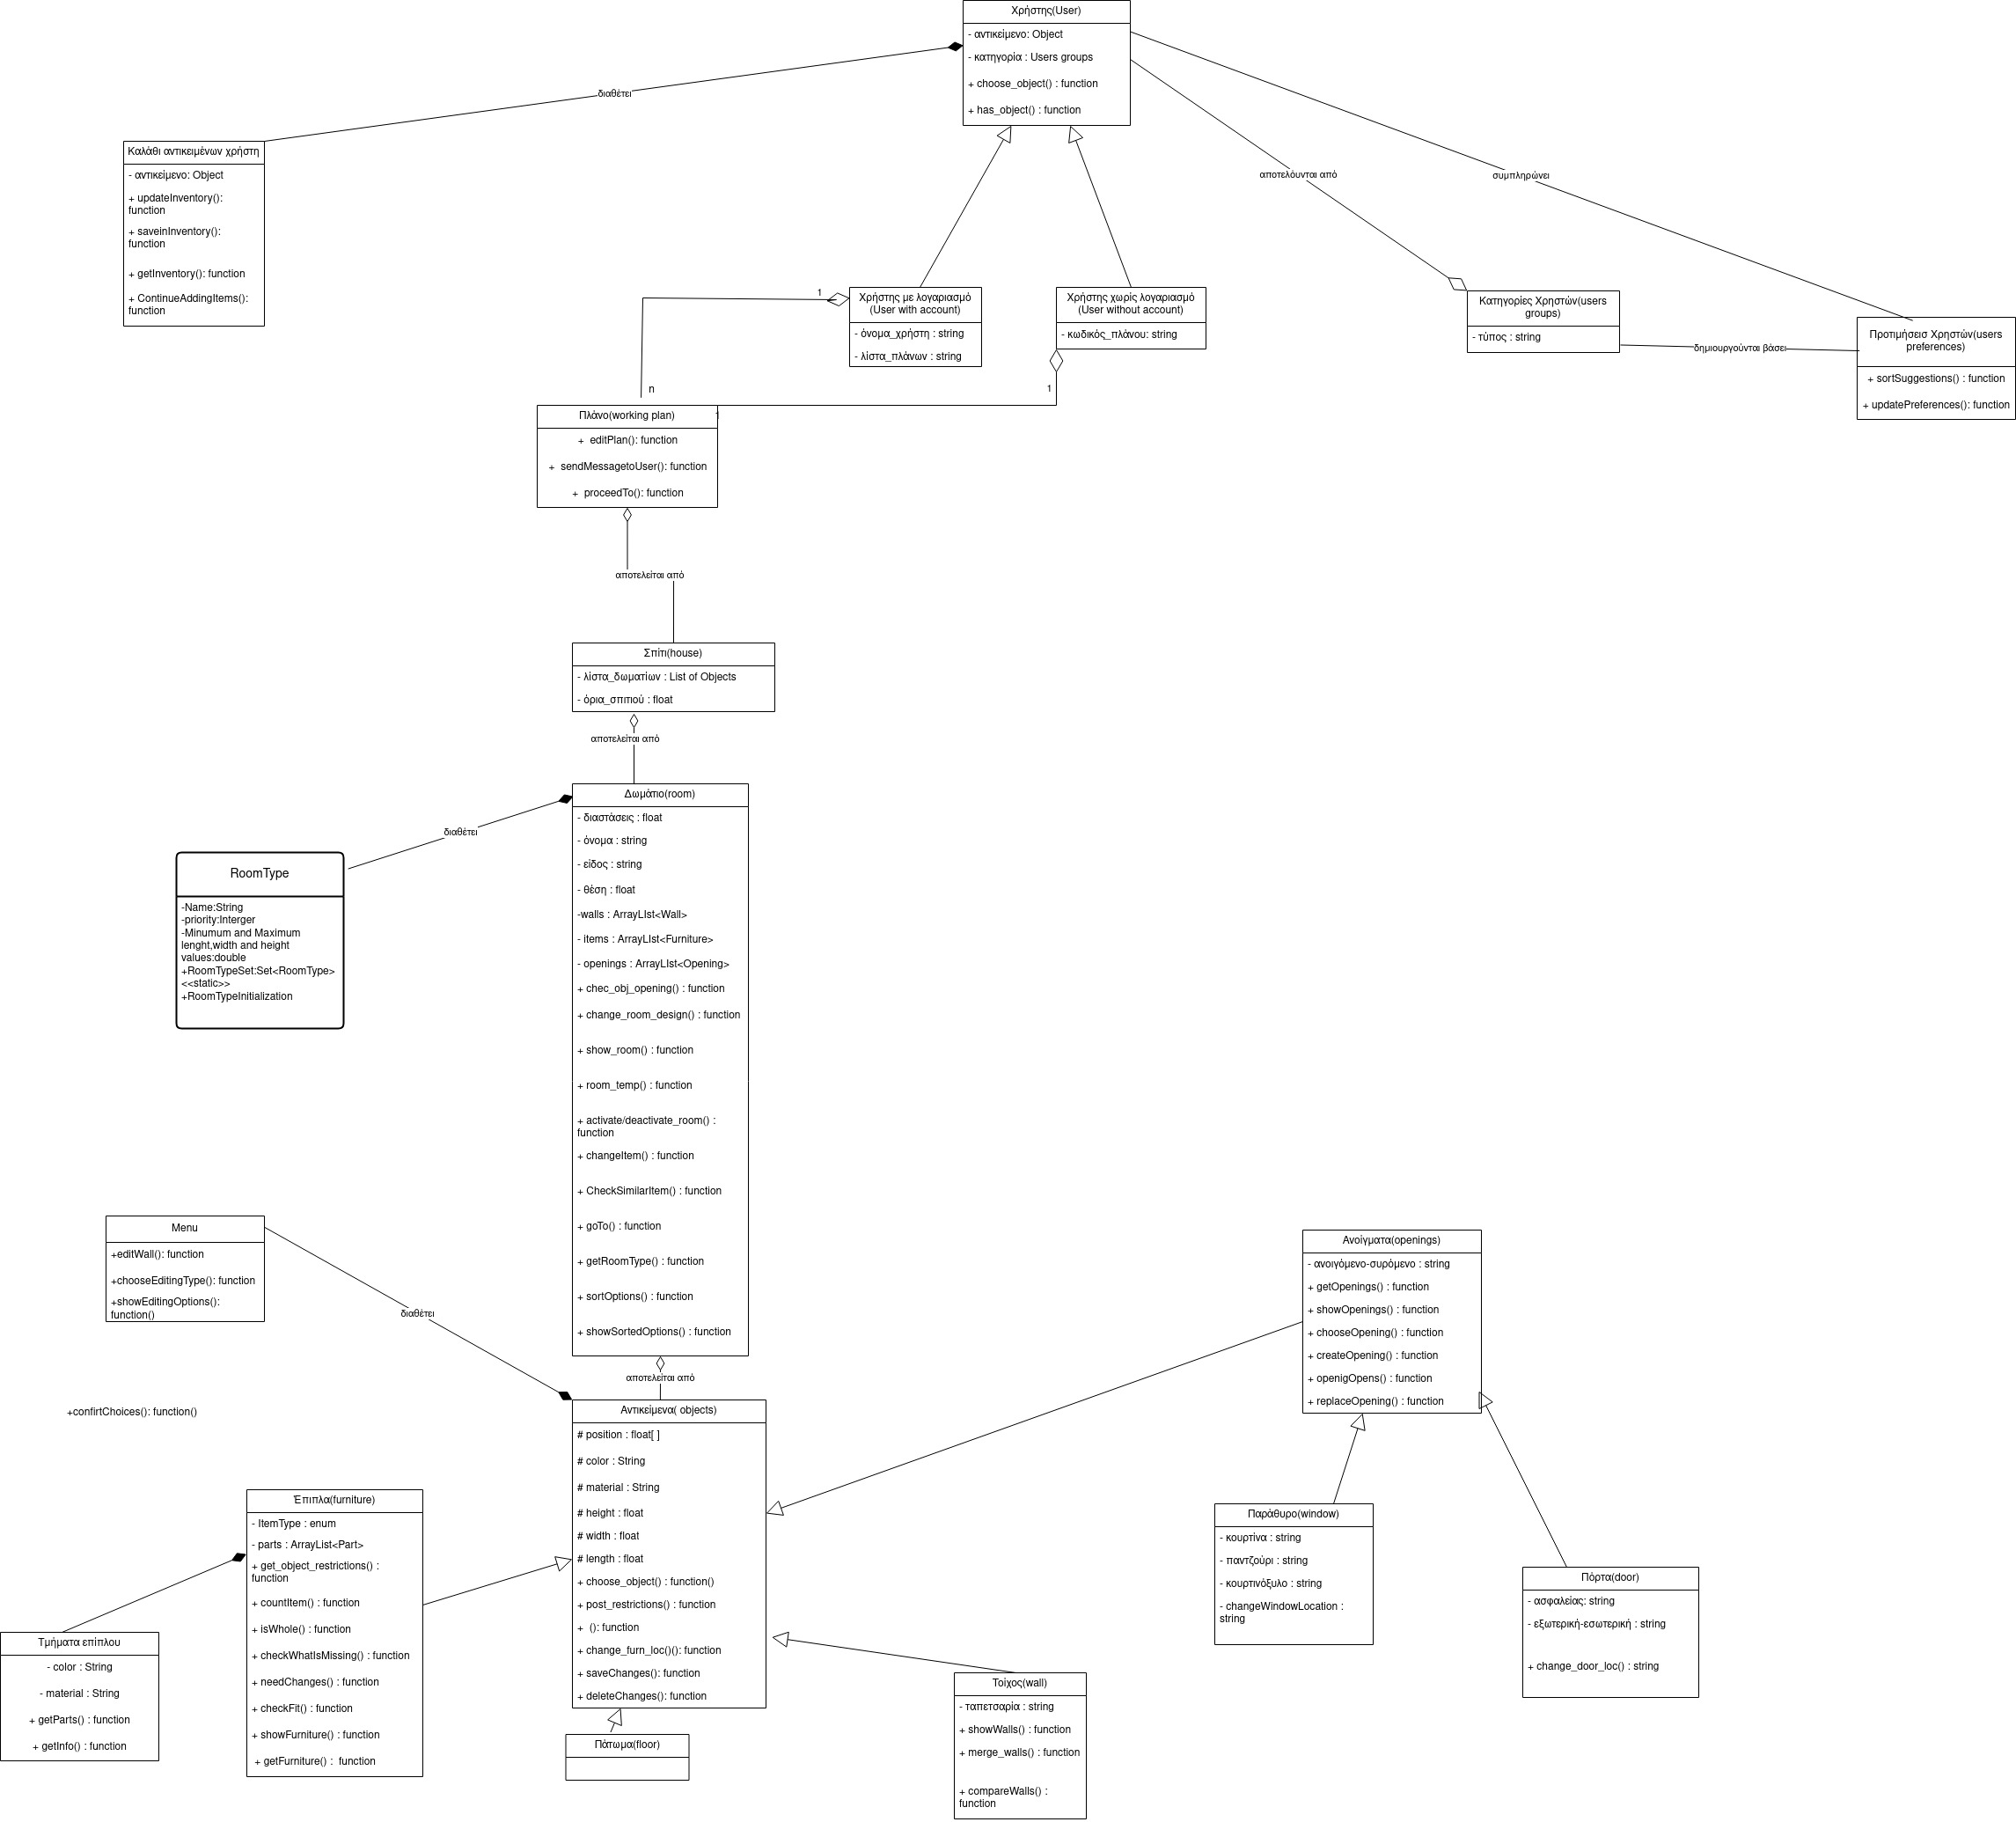 Χρήστης(User)
- αντικείμενο: Object
- κατηγορία : Users groups
+ choose_object() : function
+ has_object() : function
διαθέτει
Καλάθι αντικειμένων χρήστη
- αντικείμενο: Object
+ updateInventory():
function
+ saveinInventory():
function
+ getInventory(): function
+ ContinueAddingItems():
function
αποτελόυνται από
συμπληρώνει
1
Χρήστης με λογαριασμό
(User with account)
- όνομα_χρήστη : string
- λίστα_πλάνων : string
Χρήστης χωρίς λογαριασμό
(User without account)
- κωδικός_πλάνου: string
Κατηγορίες Χρηστών(users
groups)
- τύπος : string
δημιουργούνται βάσει
Προτιμήσεισ Χρηστών(users
preferences)
+ sortSuggestions() : function
+ updatePreferences(): function
n
1
1
Πλάνο(working plan)
+  editPlan(): function
+  sendMessagetoUser(): function
+  proceedTo(): function
αποτελείται από
Σπίτι(house)
- λίστα_δωματίων : List of Objects
- όρια_σπιτιού : float
αποτελείται από
Δωμάτιο(room)
- διαστάσεις : float
- όνομα : string
- είδος : string
- θέση : float
-walls : ArrayLIst<Wall>
- items : ArrayLIst<Furniture>
- openings : ArrayLIst<Opening>
+ chec_obj_opening() : function
+ change_room_design() : function
+ show_room() : function
+ room_temp() : function
+ activate/deactivate_room() :
function
+ changeItem() : function
+ CheckSimilarItem() : function
+ goTo() : function
+ getRoomType() : function
+ sortOptions() : function
+ showSortedOptions() : function
διαθέτει
RoomType
-Name:String
-priority:Interger
-Minumum and Maximum
lenght,width and height
values:double
+RoomTypeSet:Set<RoomType>
<<static>>
+RoomTypeInitialization
Menu
+editWall(): function
+chooseEditingType(): function
+showEditingOptions():
function()
διαθέτει
+confirtChoices(): function()
αποτελείται από
Αντικείμενα( objects)
# position : float[ ]
# color : String
# material : String
# height : float
# width : float
# length : float
+ choose_object() : function()
+ post_restrictions() : function
+  (): function
+ change_furn_loc()(): function
+ saveChanges(): function
+ deleteChanges(): function
Ανοίγματα(openings)
- ανοιγόμενο-συρόμενο : string
+ getOpenings() : function
+ showOpenings() : function
+ chooseOpening() : function
+ createOpening() : function
+ openigOpens() : function
+ replaceOpening() : function
Έπιπλα(furniture)
- ItemType : enum
- parts : ArrayList<Part>
+ get_object_restrictions() :
function
+ countItem() : function
+ isWhole() : function
+ checkWhatIsMissing() : function
+ needChanges() : function
+ checkFit() : function
+ showFurniture() : function
+ getFurniture() :  function
Τμήματα επίπλου
- color : String
- material : String
+ getParts() : function
+ getInfo() : function
Πάτωμα(floor)
Τοίχος(wall)
- ταπετσαρία : string
+ showWalls() : function
+ merge_walls() : function
+ compareWalls() :
function
Παράθυρο(window)
- κουρτίνα : string
- παντζούρι : string
- κουρτινόξυλο : string
- changeWindowLocation :
string
Πόρτα(door)
- ασφαλείας: string
- εξωτερική-εσωτερική : string
+ change_door_loc() : string